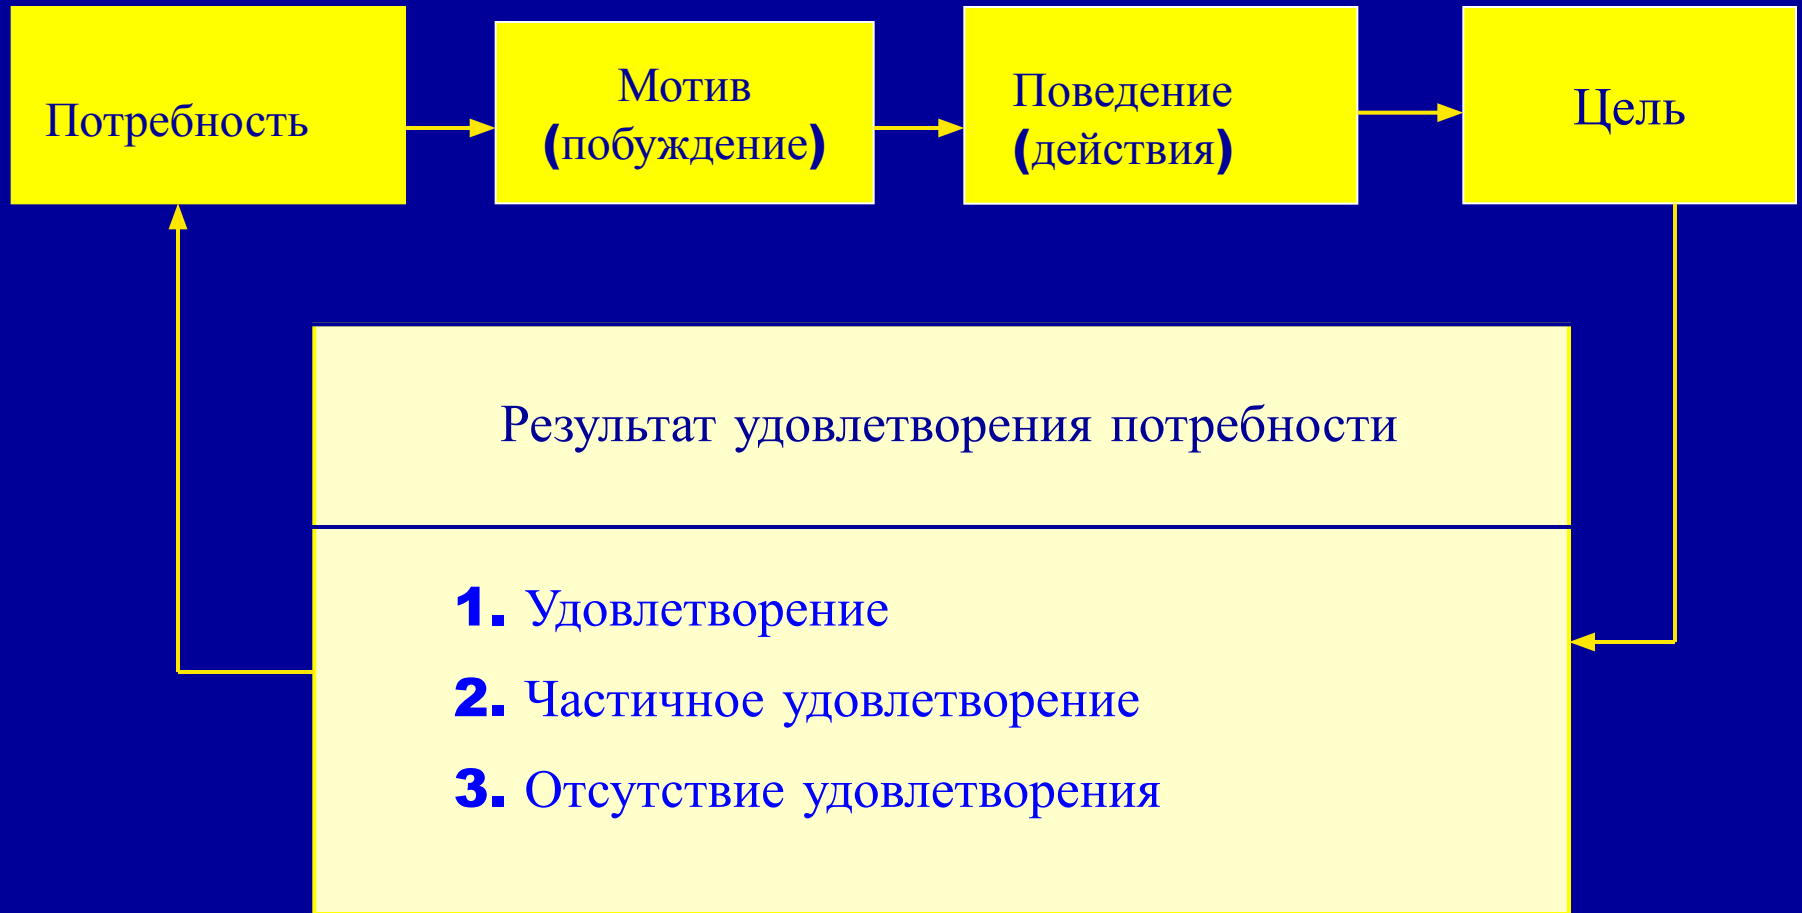 Потребность
Мотив
(побуждение)
Поведение
(действия)
Цель
Результат удовлетворения потребности
1. Удовлетворение
2. Частичное удовлетворение
3. Отсутствие удовлетворения